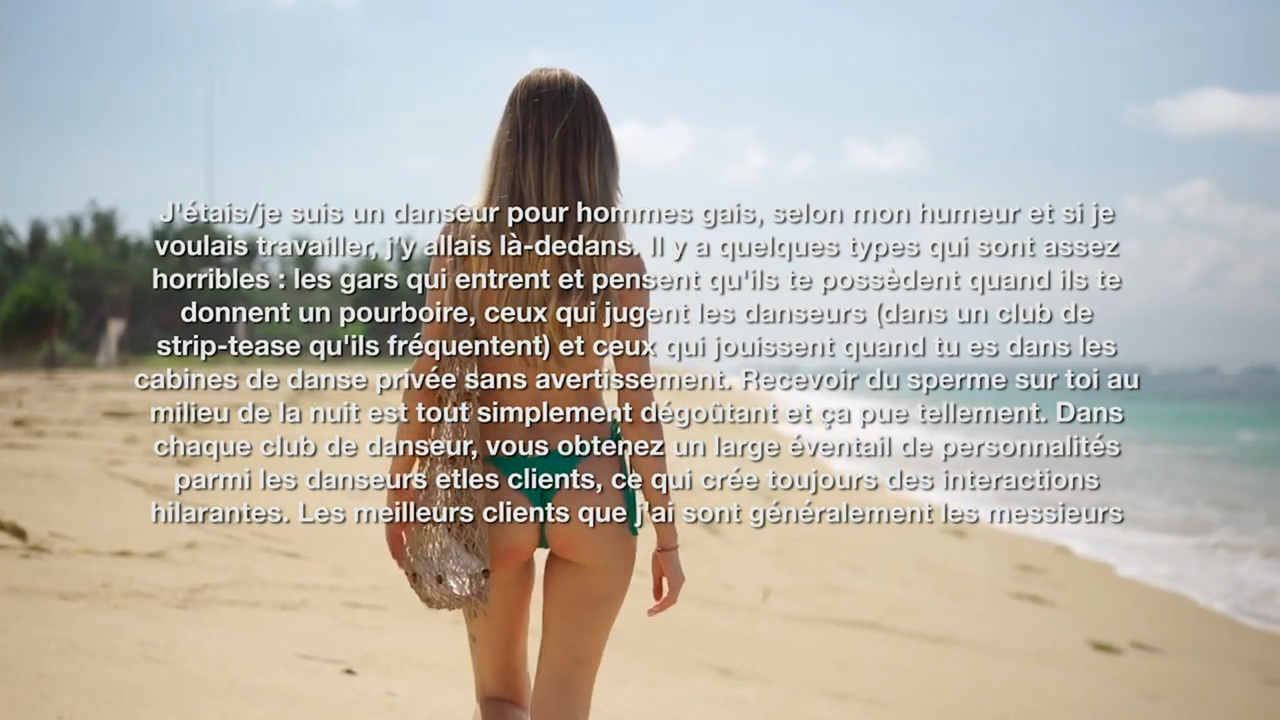 J'étais/je suis un danseur pour hommes gais, selon mon humeur et si je
voulais travailler, j'y allais là-dedans. Il y a quelques types qui sont assez
horribles : les gars qui entrent et pensent qu'ils te possèdent quand ils te
donnent un pourboire, ceux qui jugent les danseurs (dans un club de
strip-tease qu'ils fréquentent) et ceux qui jouissent quand tu es dans les
cabines de danse privée sans avertissement. Recevoir du sperme sur toi au
milieu de la nuit est tout simplement dégoûtant et ça pue tellement. Dans
chaque club de danseur, vous obtenez un large éventail de personnalités
parmi les danseurs etles clients, ce qui crée toujours des interactions
hilarantes. Les meilleurs clients que j'ai sont généralement les messieurs